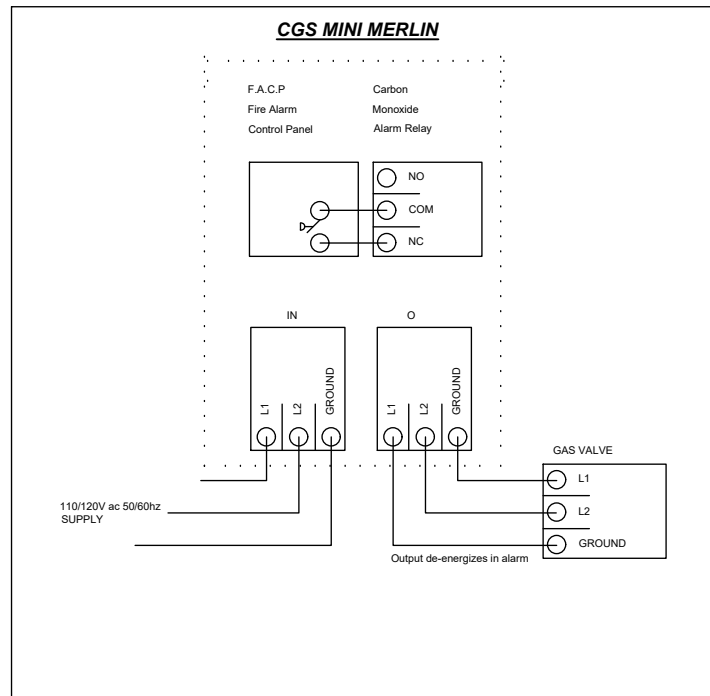 CGS MINI MERLIN
F.A.C.P
Fire Alarm
Control Panel
Carbon
Monoxide
Alarm Relay
NO
COM
NC
IN
L1
L2
GROUND
O
L1
L2
GROUND
110/120V ac 50/60hz
SUPPLY
GAS VALVE
L1
L2
GROUND
Output de-energizes in alarm